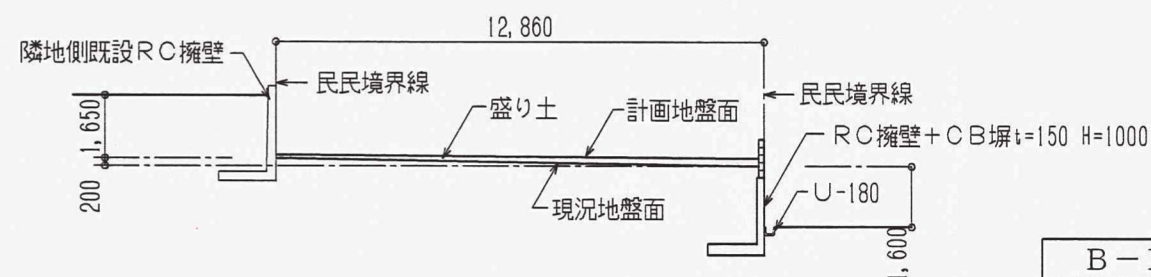 12,860
隣地側既設RC擁壁
民民境界線
民民境界線
盛り土
計画地盤面
RC擁壁+CB塀t=150 H=1000
1,650
200
現況地盤面
U-180